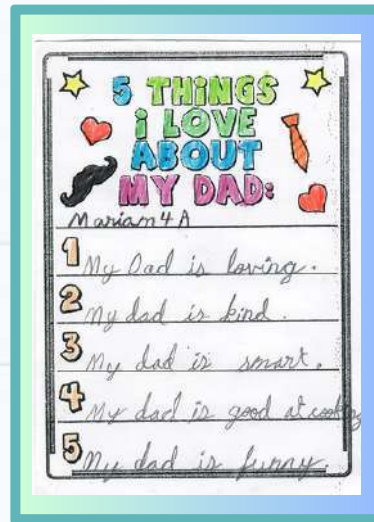 5 THINGS
i LOVE
ABOUT
MY DAD:
Mariam 4 A
1 My Dad is loving.
2 My dad is kind.
3 My dad is smart.
4 My dad is good at cooking
5 My dad is funny.